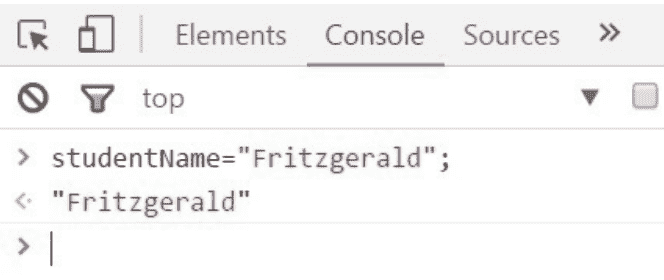 Elements Console Sources »
top ▼
> studentName="Fritzgerald";
<· "Fritzgerald"
>